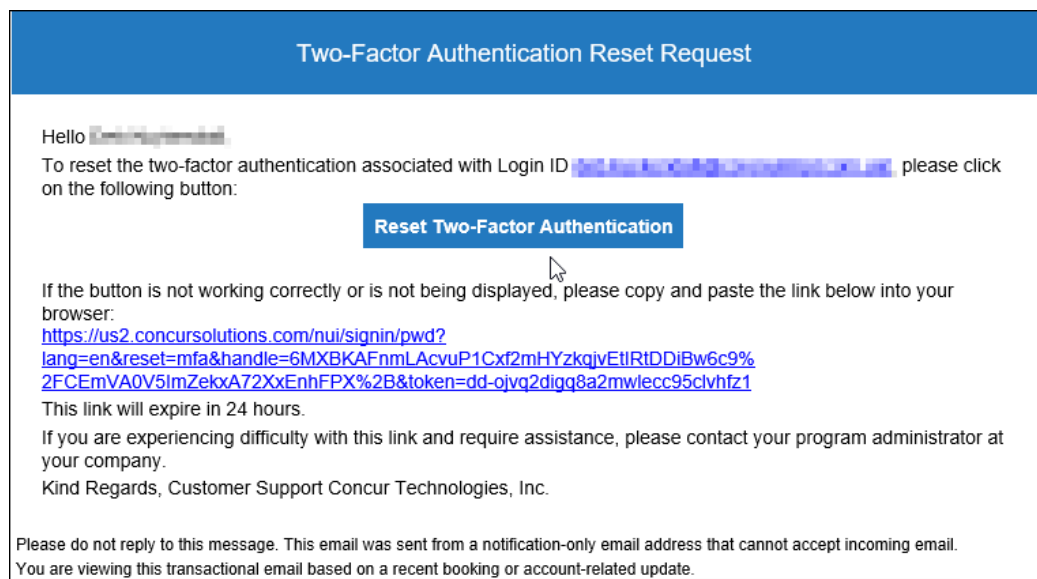 Two-Factor Authentication Reset Request
Hello
To reset the two-factor authentication associated with Login ID please click
on the following button:
Reset Two-Factor Authentication
If the button is not working correctly or is not being displayed, please copy and paste the link below into your
browser:
https://us2.concursolutions.com/nui/signin/pwd?
lang=en&reset=mfa&handle=6MXBKAFnmLAcvuP1Cxf2mHYzkqjvEtIRtDDiBw6c9%
2FCEmVA0V5ImZekxA72XxEnhFPX%2B&token=dd-ojvq2digq8a2mwlecc95clvhfz1
This link will expire in 24 hours.
If you are experiencing difficulty with this link and require assistance, please contact your program administrator at
your company.
Kind Regards, Customer Support Concur Technologies, Inc.
Please do not reply to this message. This email was sent from a notification-only email address that cannot accept incoming email.
You are viewing this transactional email based on a recent booking or account-related update.